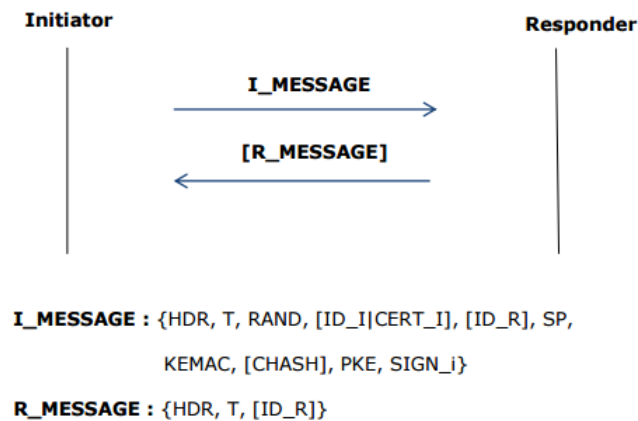 Initiator
Responder
I_MESSAGE
[R_MESSAGE]
I_MESSAGE : {HDR, T, RAND, [ID_I|CERT_I], [ID_R], SP,
KEMAC, [CHASH], PKE, SIGN_i}
R_MESSAGE : {HDR, T, [ID_R]}